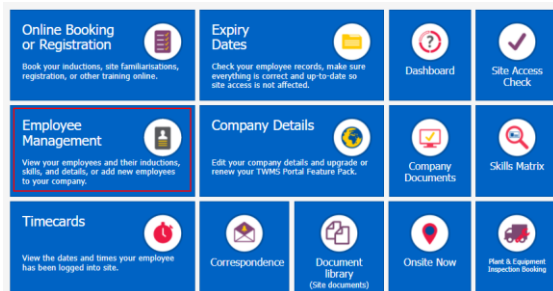 Online Booking
or Registration
Book your inductions, site familiarisations,
registration, or other training online.
Expiry
Dates
Check your employee records, make sure
everything is correct and up-to-date so
site access is not affected.
Dashboard
Site Access
Check
Employee
Management
View your employees and their inductions,
skills, and details, or add new employees
to your company.
Company Details
Edit your company details and upgrade or
renew your TWMS Portal Feature Pack.
Company
Documents
Skills Matrix
Timecards
View the dates and times your employee
has been logged into site.
Correspondence
Document
library
(Site documents)
Onsite Now
Plant & Equipment
Inspection Booking